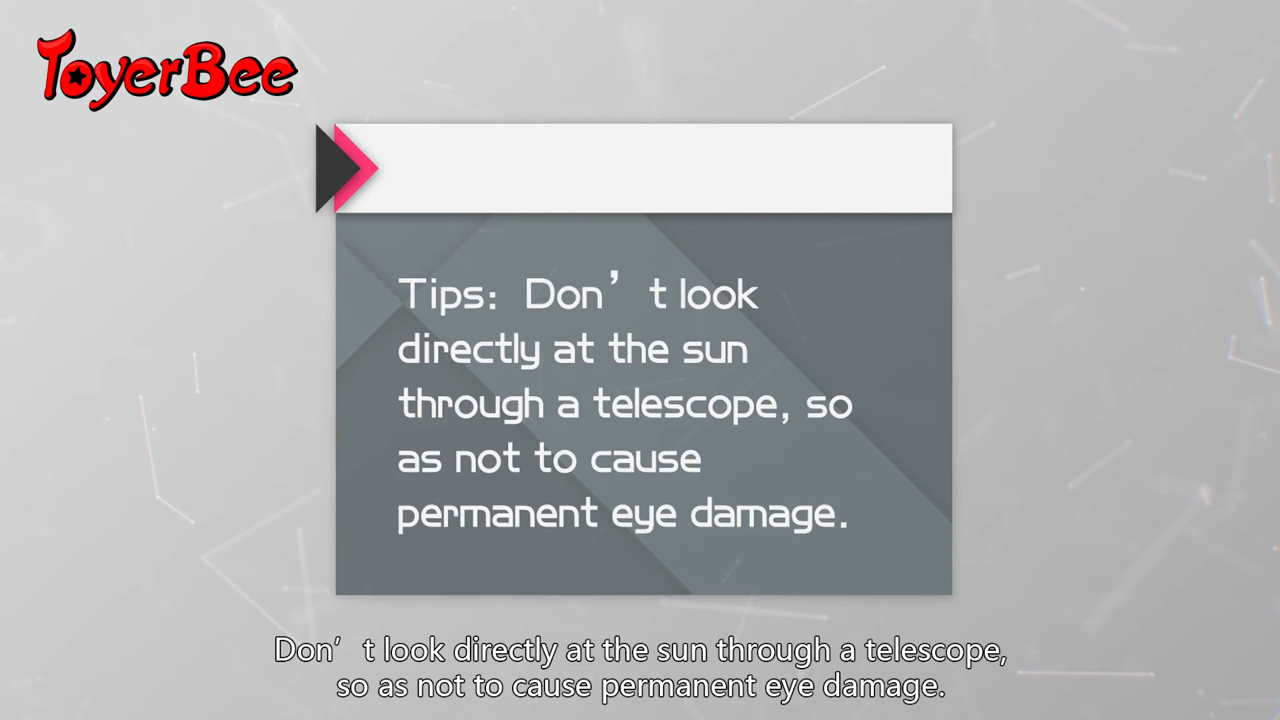 ToyerBee
Tips: Don’t look
directly at the sun
through a telescope, so
as not to cause
permanent eye damage.
Don’t look directly at the sun through a telescope,
so as not to cause permanent eye damage.